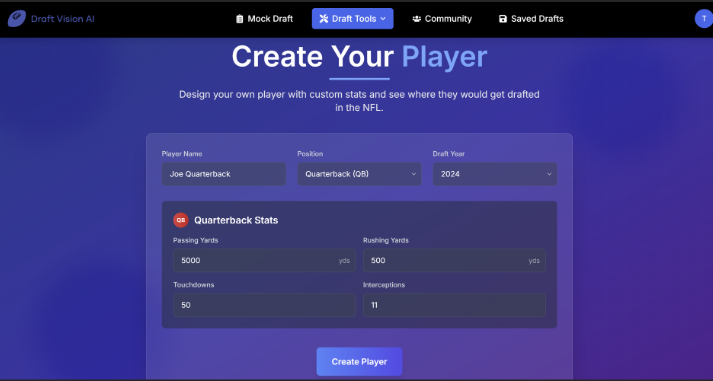 Draft Vision AI
Mock Draft
Draft Tools
Community
Saved Drafts
T
Create Your Player
Design your own player with custom stats and see where they would get drafted
in the NFL.
Player Name
Position
Draft Year
Joe Quarterback
Quarterback (QB)
2024
QB
Quarterback Stats
Passing Yards
Rushing Yards
5000 yds
500 yds
Touchdowns
Interceptions
50
11
Create Player